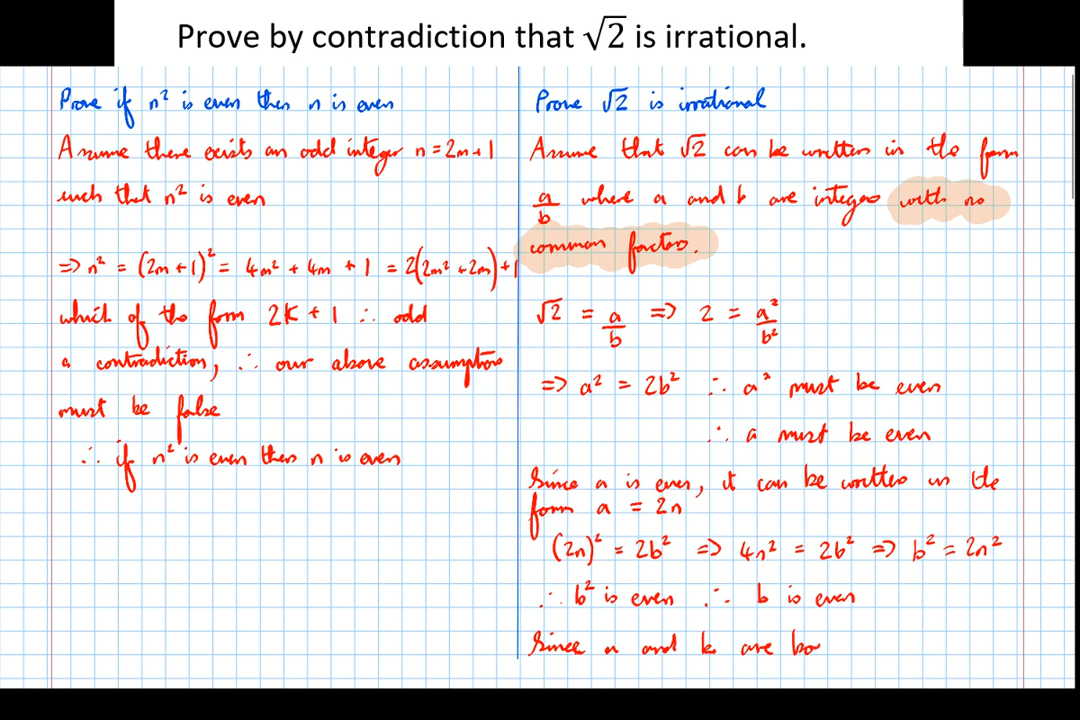 Prove by contradiction that √2 is irrational.
Prove if n² is even then n is even
Assume there exists an odd integer n = 2m+1
such that n² is even
⇒ n² = (2m + 1)² = 4m² + 4m + 1 = 2(2m² + 2m) + 1
which of the form 2K + 1 ∴ odd
a contradiction, ∴ our above assumption
must be false
∴ if n² is even then n is even
Prove √2 is irrational
Assume that √2 can be written in the form
a/b where a and b are integers with no
common factors.
√2 = a/b ⇒ 2 = a²/b²
⇒ a² = 2b² ∴ a² must be even
∴ a must be even
Since a is even, it can be written in the
form a = 2n
(2n)² = 2b² ⇒ 4n² = 2b² ⇒ b² = 2n²
∴ b² is even ∴ b is even
Since a and b are bo